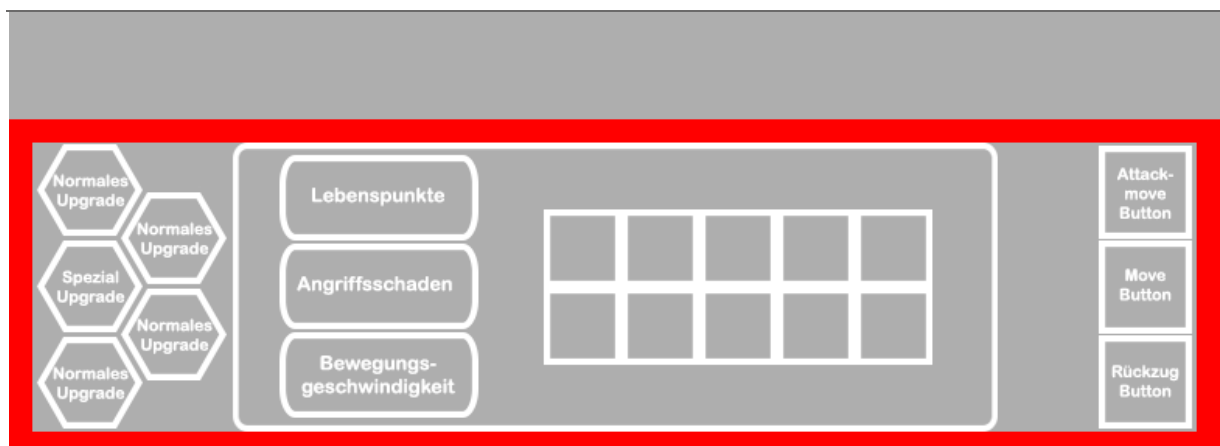 Normales
Upgrade
Normales
Upgrade
Spezial
Upgrade
Normales
Upgrade
Normales
Upgrade
Lebenspunkte
Angriffsschaden
Bewegungs-
geschwindigkeit
Attack-
move
Button
Move
Button
Rückzug
Button